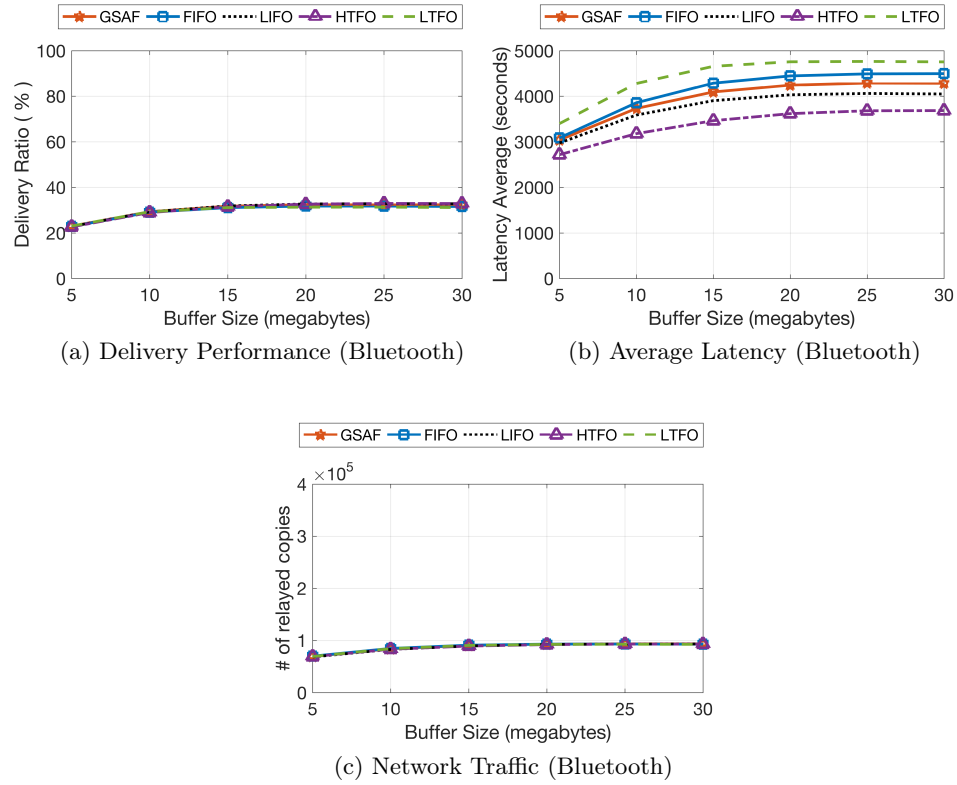 GSAF FIFO LIFO HTFO LTFO
100
80
60
40
20
0
Delivery Ratio ( % )
5 10 15 20 25 30
Buffer Size (megabytes)
(a) Delivery Performance (Bluetooth)
GSAF FIFO LIFO HTFO LTFO
5000
4000
3000
2000
1000
0
Latency Average (seconds)
5 10 15 20 25 30
Buffer Size (megabytes)
(b) Average Latency (Bluetooth)
GSAF FIFO LIFO HTFO LTFO
×10^5
4
3
2
1
0
# of relayed copies
5 10 15 20 25 30
Buffer Size (megabytes)
(c) Network Traffic (Bluetooth)